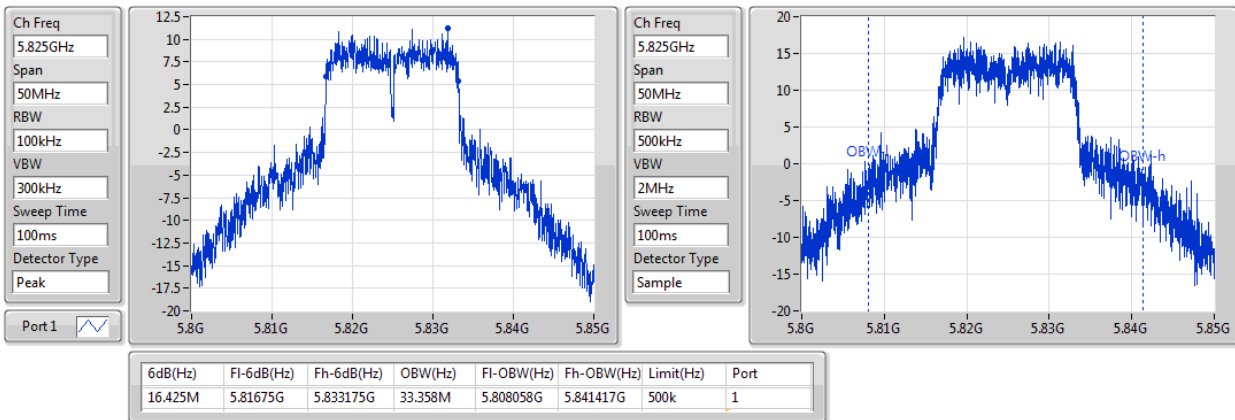 Ch Freq
5.825GHz
Span
50MHz
RBW
100kHz
VBW
300kHz
Sweep Time
100ms
Detector Type
Peak
Port 1
12.5
10
7.5
5
2.5
0
-2.5
-5
-7.5
-10
-12.5
-15
-17.5
-20
5.8G 5.81G 5.82G 5.83G 5.84G 5.85G
Ch Freq
5.825GHz
Span
50MHz
RBW
500kHz
VBW
2MHz
Sweep Time
100ms
Detector Type
Sample
20
15
10
5
0
-5
-10
-15
-20
OBW-l
OBW-h
5.8G 5.81G 5.82G 5.83G 5.84G 5.85G
6dB(Hz) Fl-6dB(Hz) Fh-6dB(Hz) OBW(Hz) Fl-OBW(Hz) Fh-OBW(Hz) Limit(Hz) Port
16.425M 5.81675G 5.833175G 33.358M 5.808058G 5.841417G 500k 1